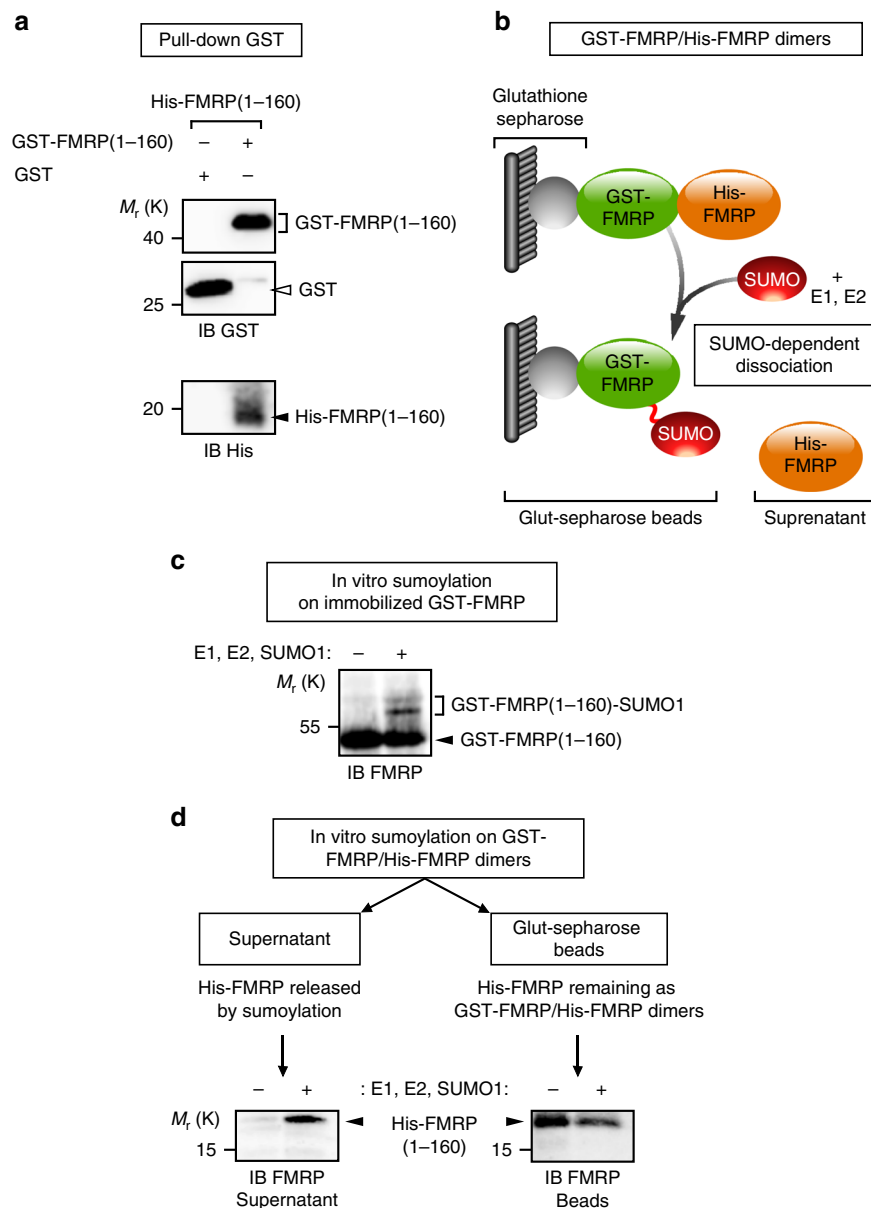 a
Pull-down GST
His-FMRP(1–160)
GST-FMRP(1–160) – +
GST + –
Mr (K)
40
GST-FMRP(1–160)
25
GST
IB GST
20
His-FMRP(1–160)
IB His
b
GST-FMRP/His-FMRP dimers
Glutathione
sepharose
GST-
FMRP
His-
FMRP
SUMO
+
E1, E2
SUMO-dependent
dissociation
GST-
FMRP
SUMO
His-
FMRP
Glut-sepharose beads
Suprenatant
c
In vitro sumoylation
on immobilized GST-FMRP
E1, E2, SUMO1: – +
Mr (K)
55
GST-FMRP(1–160)-SUMO1
GST-FMRP(1–160)
IB FMRP
d
In vitro sumoylation on GST-
FMRP/His-FMRP dimers
Supernatant
His-FMRP released
by sumoylation
Glut-sepharose
beads
His-FMRP remaining as
GST-FMRP/His-FMRP dimers
– + : E1, E2, SUMO1: – +
Mr (K)
15
His-FMRP
(1–160)
15
IB FMRP
Supernatant
IB FMRP
Beads